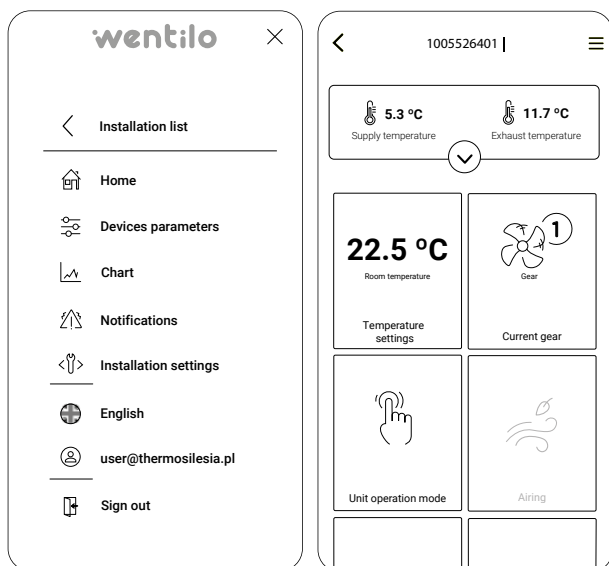 wentilo
Installation list
Home
Devices parameters
Chart
Notifications
Installation settings
English
user@thermosilesia.pl
Sign out
1005526401
5.3 ºC
Supply temperature
11.7 ºC
Exhaust temperature
22.5 ºC
Room temperature
Temperature
settings
1
Gear
Current gear
Unit operation mode
Airing